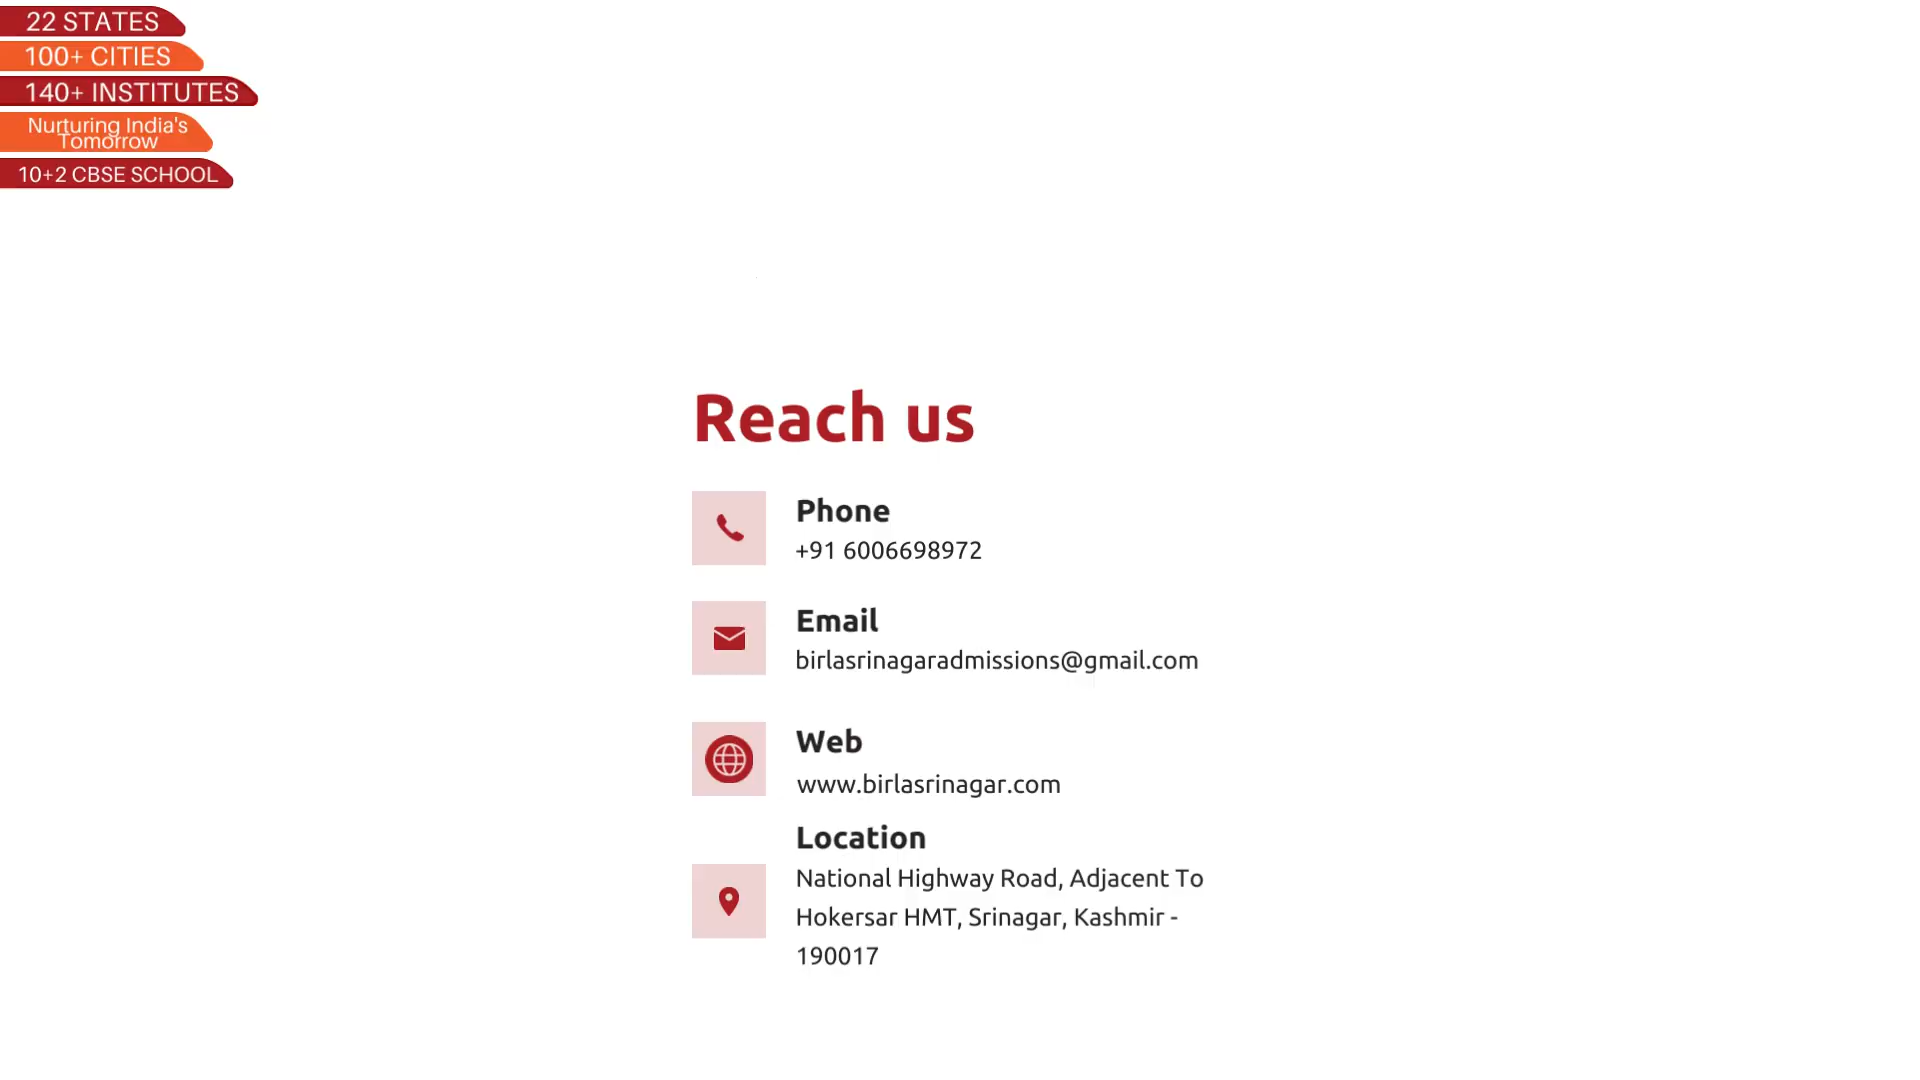 22 STATES
100+ CITIES
140+ INSTITUTES
Nurturing India's
Tomorrow
10+2 CBSE SCHOOL
Reach us
Phone
+91 6006698972
Email
birlasrinagaradmissions@gmail.com
Web
www.birlasrinagar.com
Location
National Highway Road, Adjacent To
Hokersar HMT, Srinagar, Kashmir -
190017